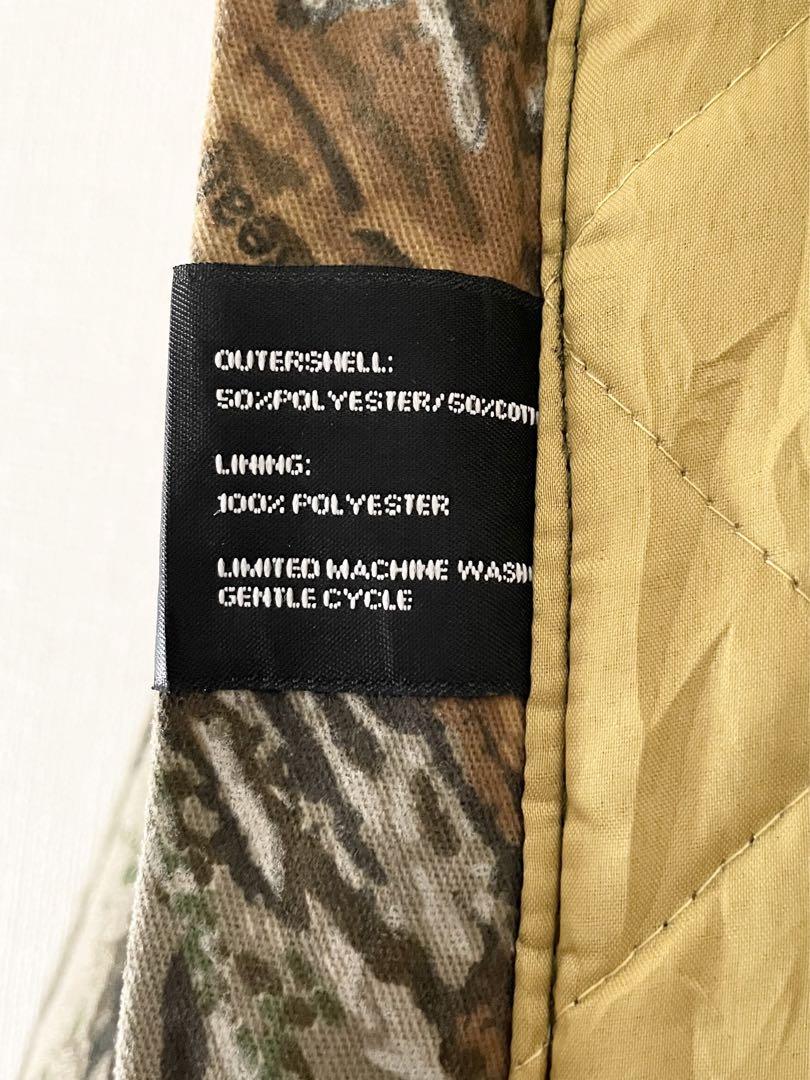 OUTERSHELL:
50%POLYESTER/50%COTT
LINING:
100% POLYESTER
LIMITED MACHINE WASH
GENTLE CYCLE